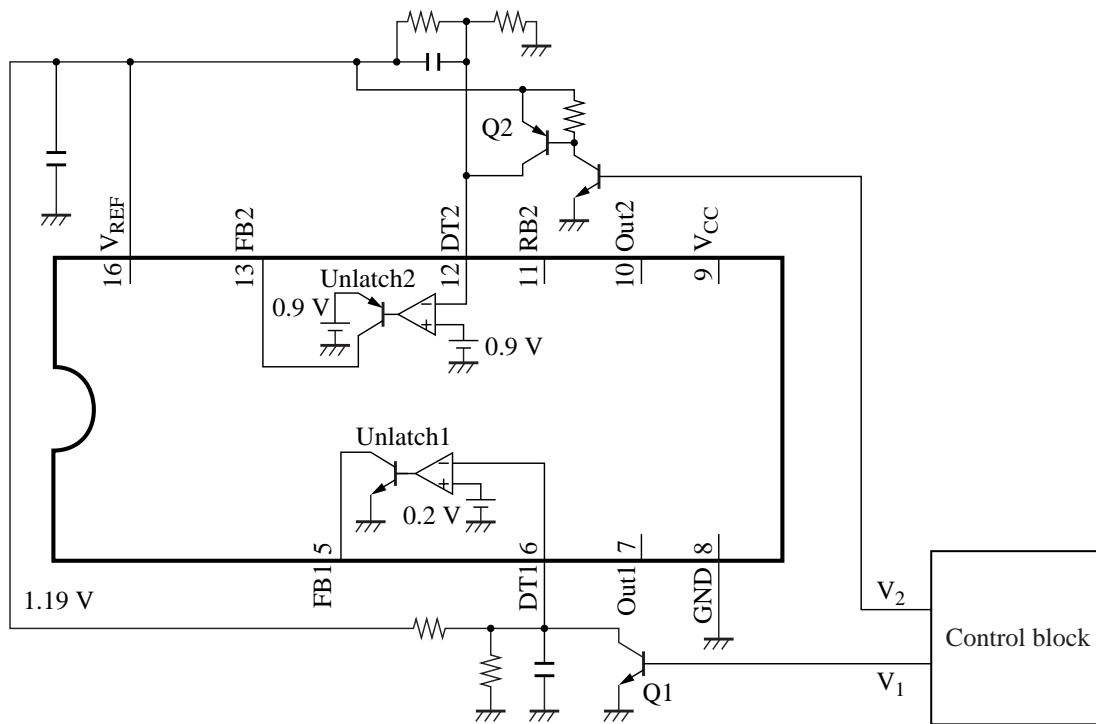 Q2
16 VREF
13 FB2
12 DT2
11 RB2
10 Out2
9 VCC
Unlatch2
0.9 V
0.9 V
Unlatch1
0.2 V
FB1 5
DT1 6
Out1 7
GND 8
1.19 V
V2
Control block
V1
Q1